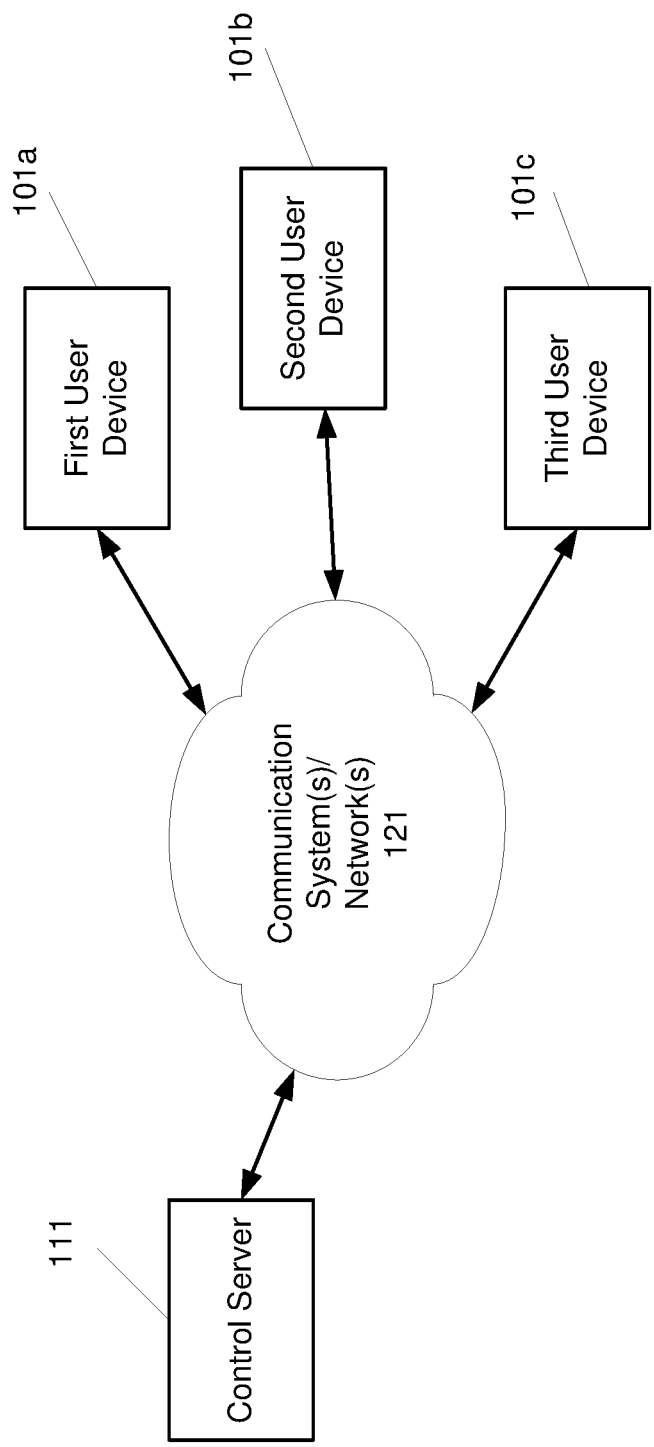 111
Control Server
Communication
System(s)/
Network(s)
121
101a
First User
Device
101b
Second User
Device
101c
Third User
Device